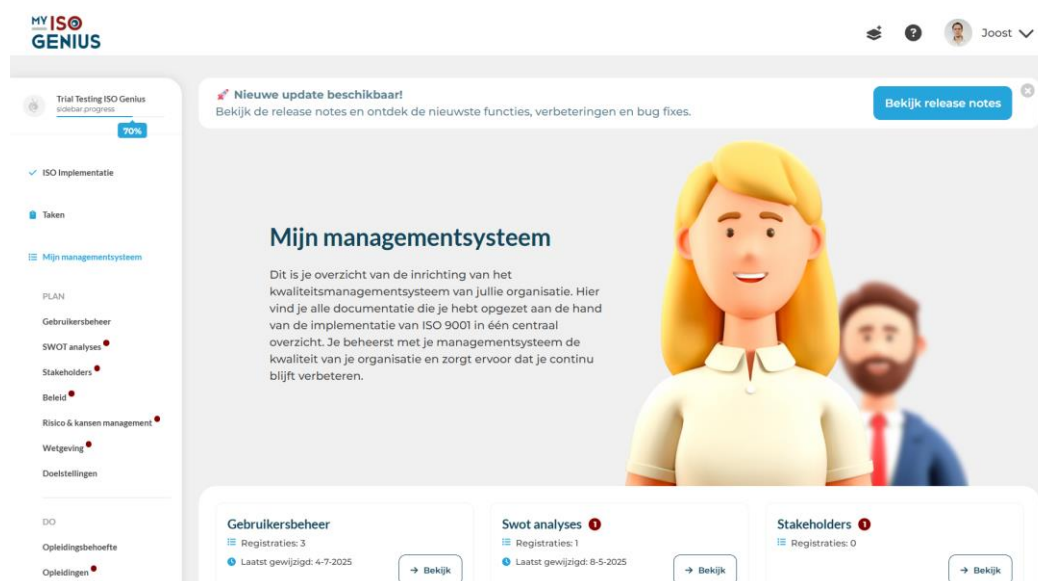 MY ISO
GENIUS
Joost
Trial Testing ISO Genius
sidebar.progress
70%
🚀 Nieuwe update beschikbaar!
Bekijk de release notes en ontdek de nieuwste functies, verbeteringen en bug fixes.
Bekijk release notes
ISO Implementatie
Taken
Mijn managementsysteem
PLAN
Gebruikersbeheer
SWOT analyses
Stakeholders
Beleid
Risico & kansen management
Wetgeving
Doelstellingen
DO
Opleidingsbehoefte
Opleidingen
Mijn managementsysteem
Dit is je overzicht van de inrichting van het
kwaliteitsmanagementsysteem van jullie organisatie. Hier
vind je alle documentatie die je hebt opgezet aan de hand
van de implementatie van ISO 9001 in één centraal
overzicht. Je beheerst met je managementsysteem de
kwaliteit van je organisatie en zorgt ervoor dat je continu
blijft verbeteren.
Gebruikersbeheer
Registraties: 3
Laatst gewijzigd: 4-7-2025
→ Bekijk
Swot analyses 1
Registraties: 1
Laatst gewijzigd: 8-5-2025
→ Bekijk
Stakeholders 1
Registraties: 0
→ Bekijk